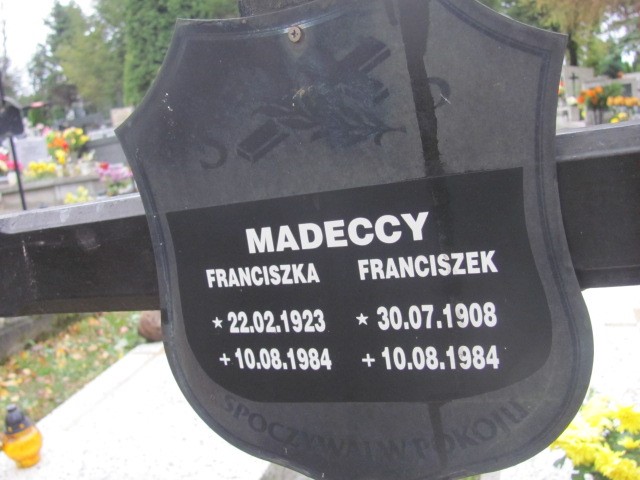 MADECCY
FRANCISZKA FRANCISZEK
* 22.02.1923 * 30.07.1908
+ 10.08.1984 + 10.08.1984
SPOCZYWAJ W POKOJU